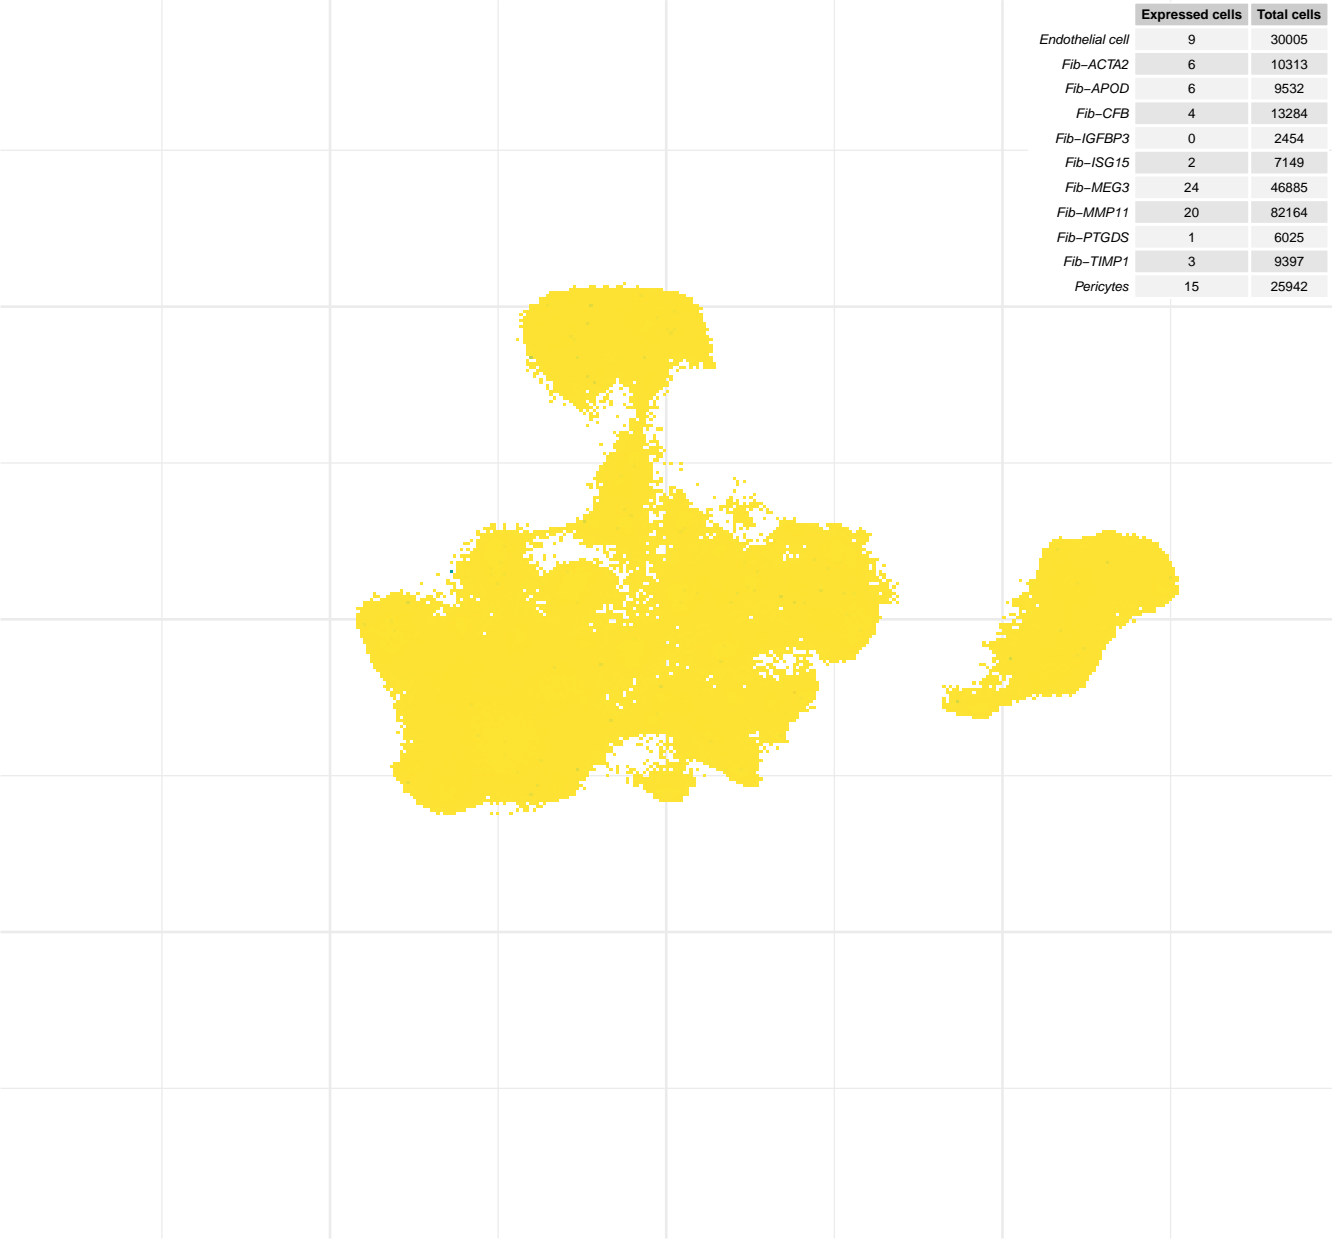 Expressed cells Total cells
Endothelial cell 9 30005
Fib−ACTA2 6 10313
Fib−APOD 6 9532
Fib−CFB 4 13284
Fib−IGFBP3 0 2454
Fib−ISG15 2 7149
Fib−MEG3 24 46885
Fib−MMP11 20 82164
Fib−PTGDS 1 6025
Fib−TIMP1 3 9397
Pericytes 15 25942